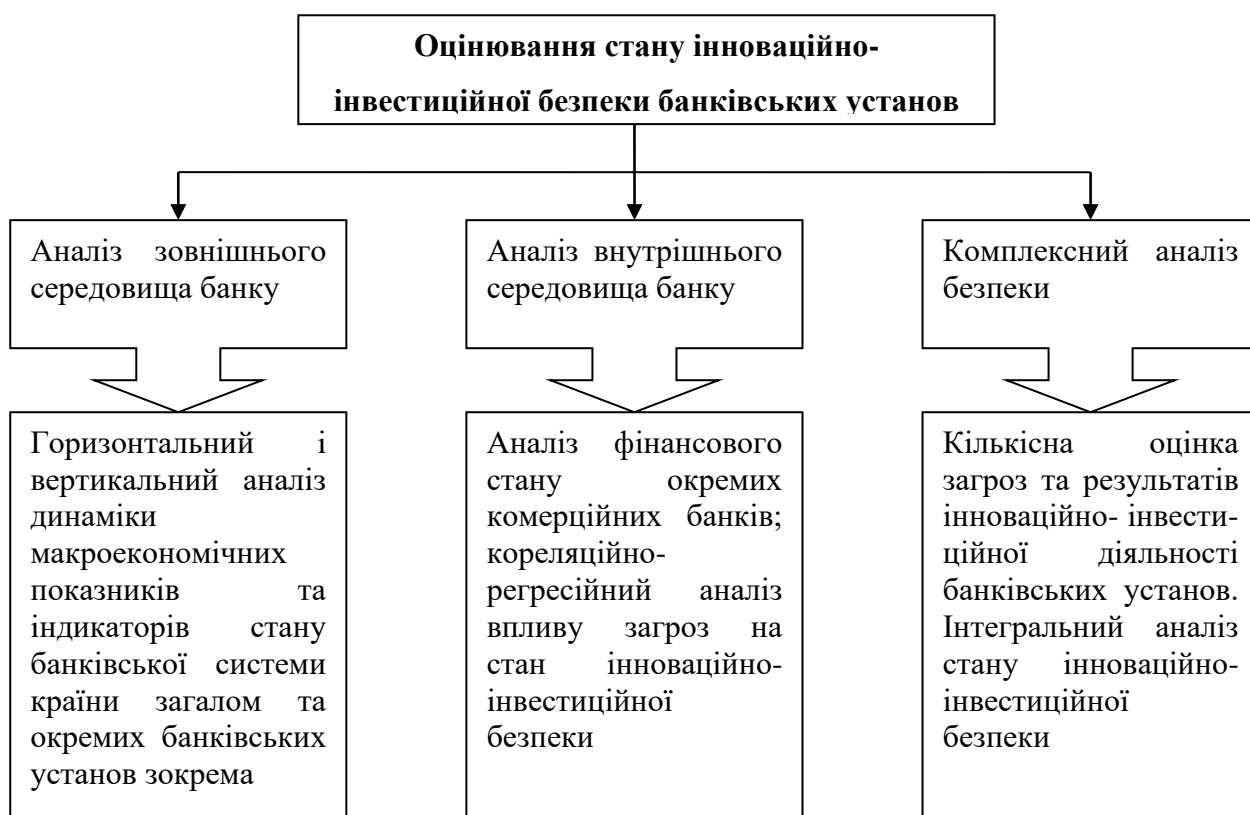 Оцінювання стану інноваційно-
інвестиційної безпеки банківських установ
Аналіз зовнішнього
середовища банку
Аналіз внутрішнього
середовища банку
Комплексний аналіз
безпеки
Горизонтальний і
вертикальний аналіз
динаміки
макроекономічних
показників та
індикаторів стану
банківської системи
країни загалом та
окремих банківських
установ зокрема
Аналіз фінансового
стану окремих
комерційних банків;
кореляційно-
регресійний аналіз
впливу загроз на
стан інноваційно-
інвестиційної
безпеки
Кількісна оцінка
загроз та результатів
інноваційно- інвести-
ційної діяльності
банківських установ.
Інтегральний аналіз
стану інноваційно-
інвестиційної
безпеки